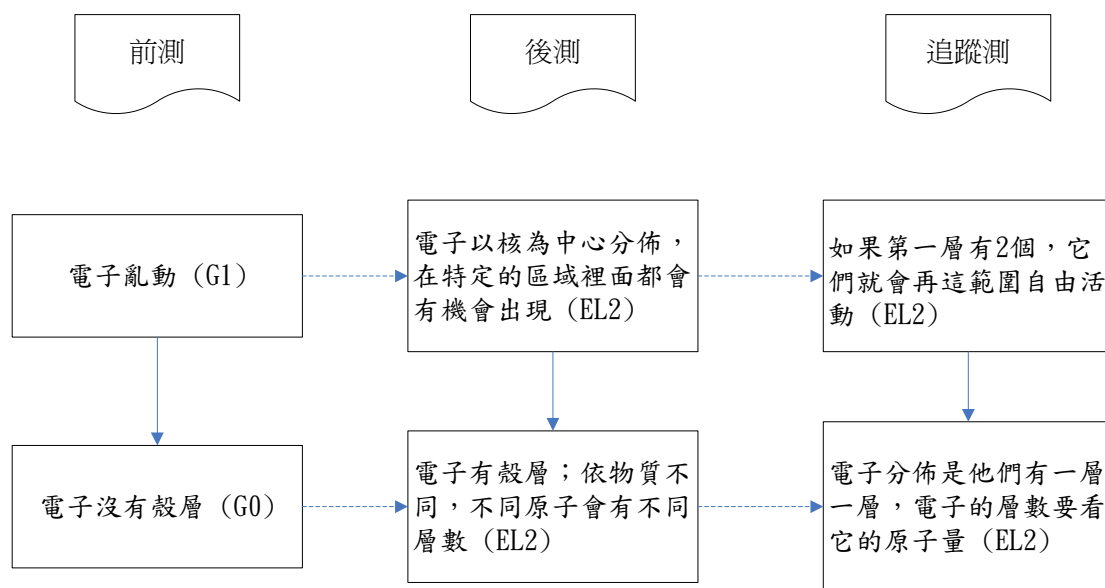 前測
後測
追蹤測
電子亂動 (G1)
電子以核為中心分佈，
在特定的區域裡面都會
有機會出現 (EL2)
如果第一層有2個，它
們就會再這範圍自由活
動 (EL2)
電子沒有殼層 (G0)
電子有殼層；依物質不
同，不同原子會有不同
層數 (EL2)
電子分佈是他們有一層
一層，電子的層數要看
它的原子量 (EL2)